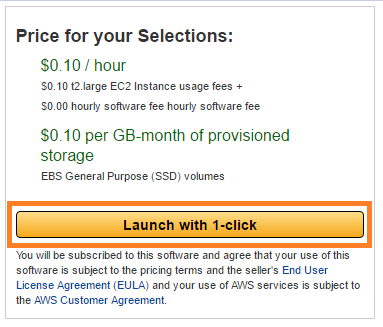 Price for your Selections:
$0.10 / hour
$0.10 t2.large EC2 Instance usage fees +
$0.00 hourly software fee hourly software fee
$0.10 per GB-month of provisioned
storage
EBS General Purpose (SSD) volumes
Launch with 1-click
You will be subscribed to this software and agree that your use of this
software is subject to the pricing terms and the seller's End User
License Agreement (EULA) and your use of AWS services is subject to
the AWS Customer Agreement.